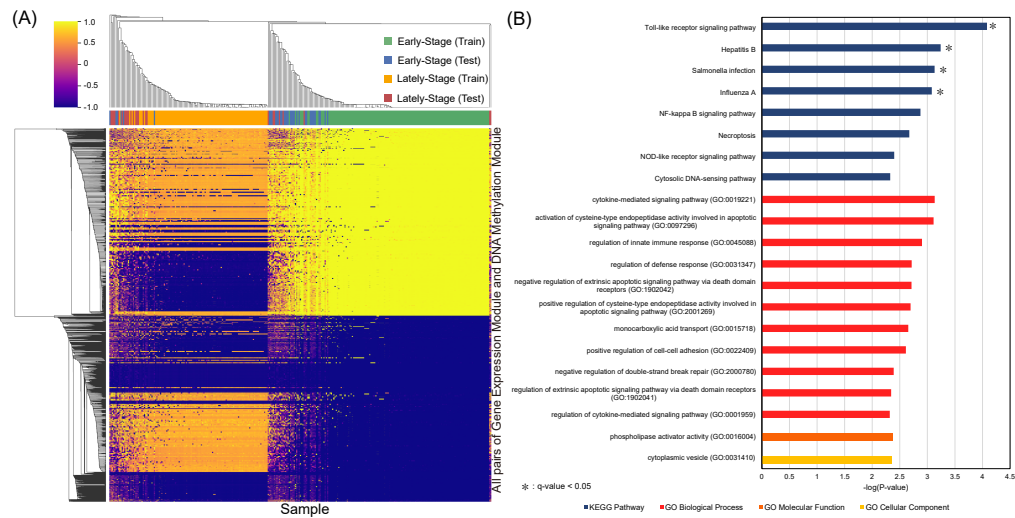 (A)
1.0
0.5
0.0
-0.5
-1.0
Early-Stage (Train)
Early-Stage (Test)
Lately-Stage (Train)
Lately-Stage (Test)
All pairs of Gene Expression Module and DNA Methylation Module
Sample
(B)
Toll-like receptor signaling pathway
*
Hepatitis B
*
Salmonella infection
*
Influenza A
*
NF-kappa B signaling pathway
Necroptosis
NOD-like receptor signaling pathway
Cytosolic DNA-sensing pathway
cytokine-mediated signaling pathway (GO:0019221)
activation of cysteine-type endopeptidase activity involved in apoptotic
signaling pathway (GO:0097296)
regulation of innate immune response (GO:0045088)
regulation of defense response (GO:0031347)
negative regulation of extrinsic apoptotic signaling pathway via death domain
receptors (GO:1902042)
positive regulation of cysteine-type endopeptidase activity involved in
apoptotic signaling pathway (GO:2001269)
monocarboxylic acid transport (GO:0015718)
positive regulation of cell-cell adhesion (GO:0022409)
negative regulation of double-strand break repair (GO:2000780)
regulation of extrinsic apoptotic signaling pathway via death domain receptors
(GO:1902041)
regulation of cytokine-mediated signaling pathway (GO:0001959)
phospholipase activator activity (GO:0016004)
cytoplasmic vesicle (GO:0031410)
0 0.5 1 1.5 2 2.5 3 3.5 4 4.5
-log(P-value)
* : q-value < 0.05
KEGG Pathway GO Biological Process GO Molecular Function GO Cellular Component